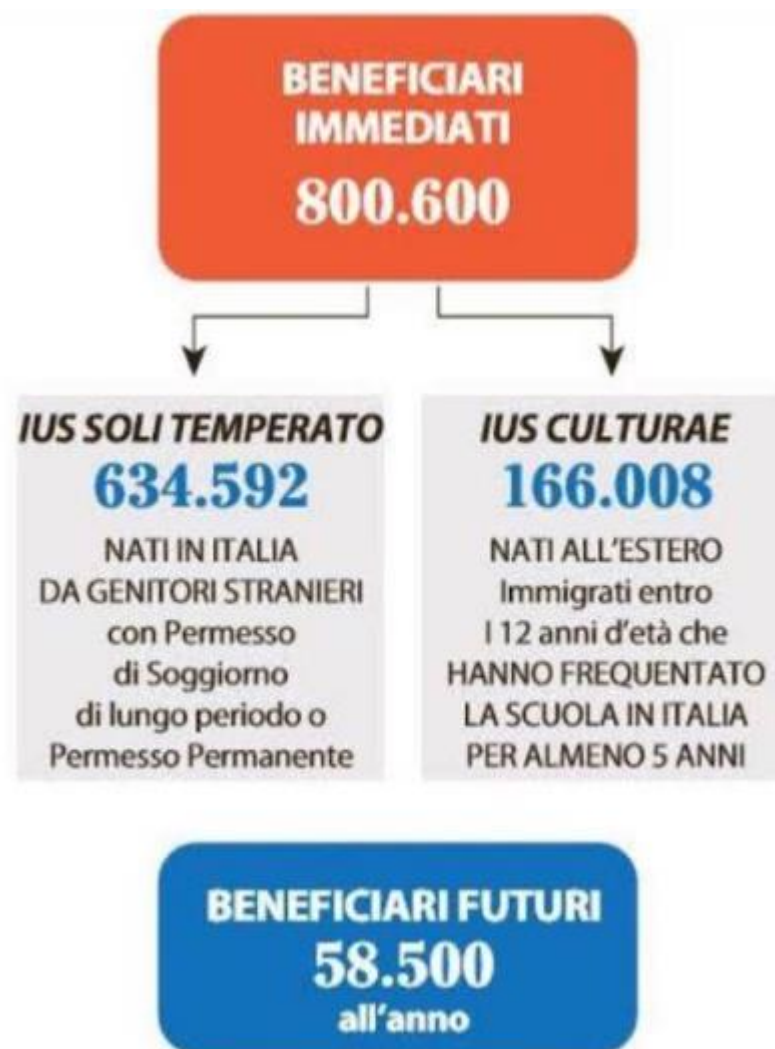 BENEFICIARI
IMMEDIATI
800.600
IUS SOLI TEMPERATO
634.592
NATI IN ITALIA
DA GENITORI STRANIERI
con Permesso
di Soggiorno
di lungo periodo o
Permesso Permanente
IUS CULTURAE
166.008
NATI ALL'ESTERO
Immigrati entro
I 12 anni d'età che
HANNO FREQUENTATO
LA SCUOLA IN ITALIA
PER ALMENO 5 ANNI
BENEFICIARI FUTURI
58.500
all'anno